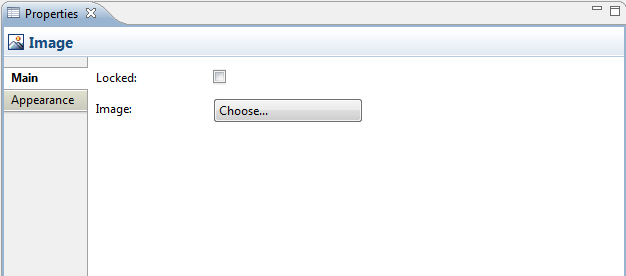 Properties
Image
Main
Locked:
Appearance
Image:
Choose...